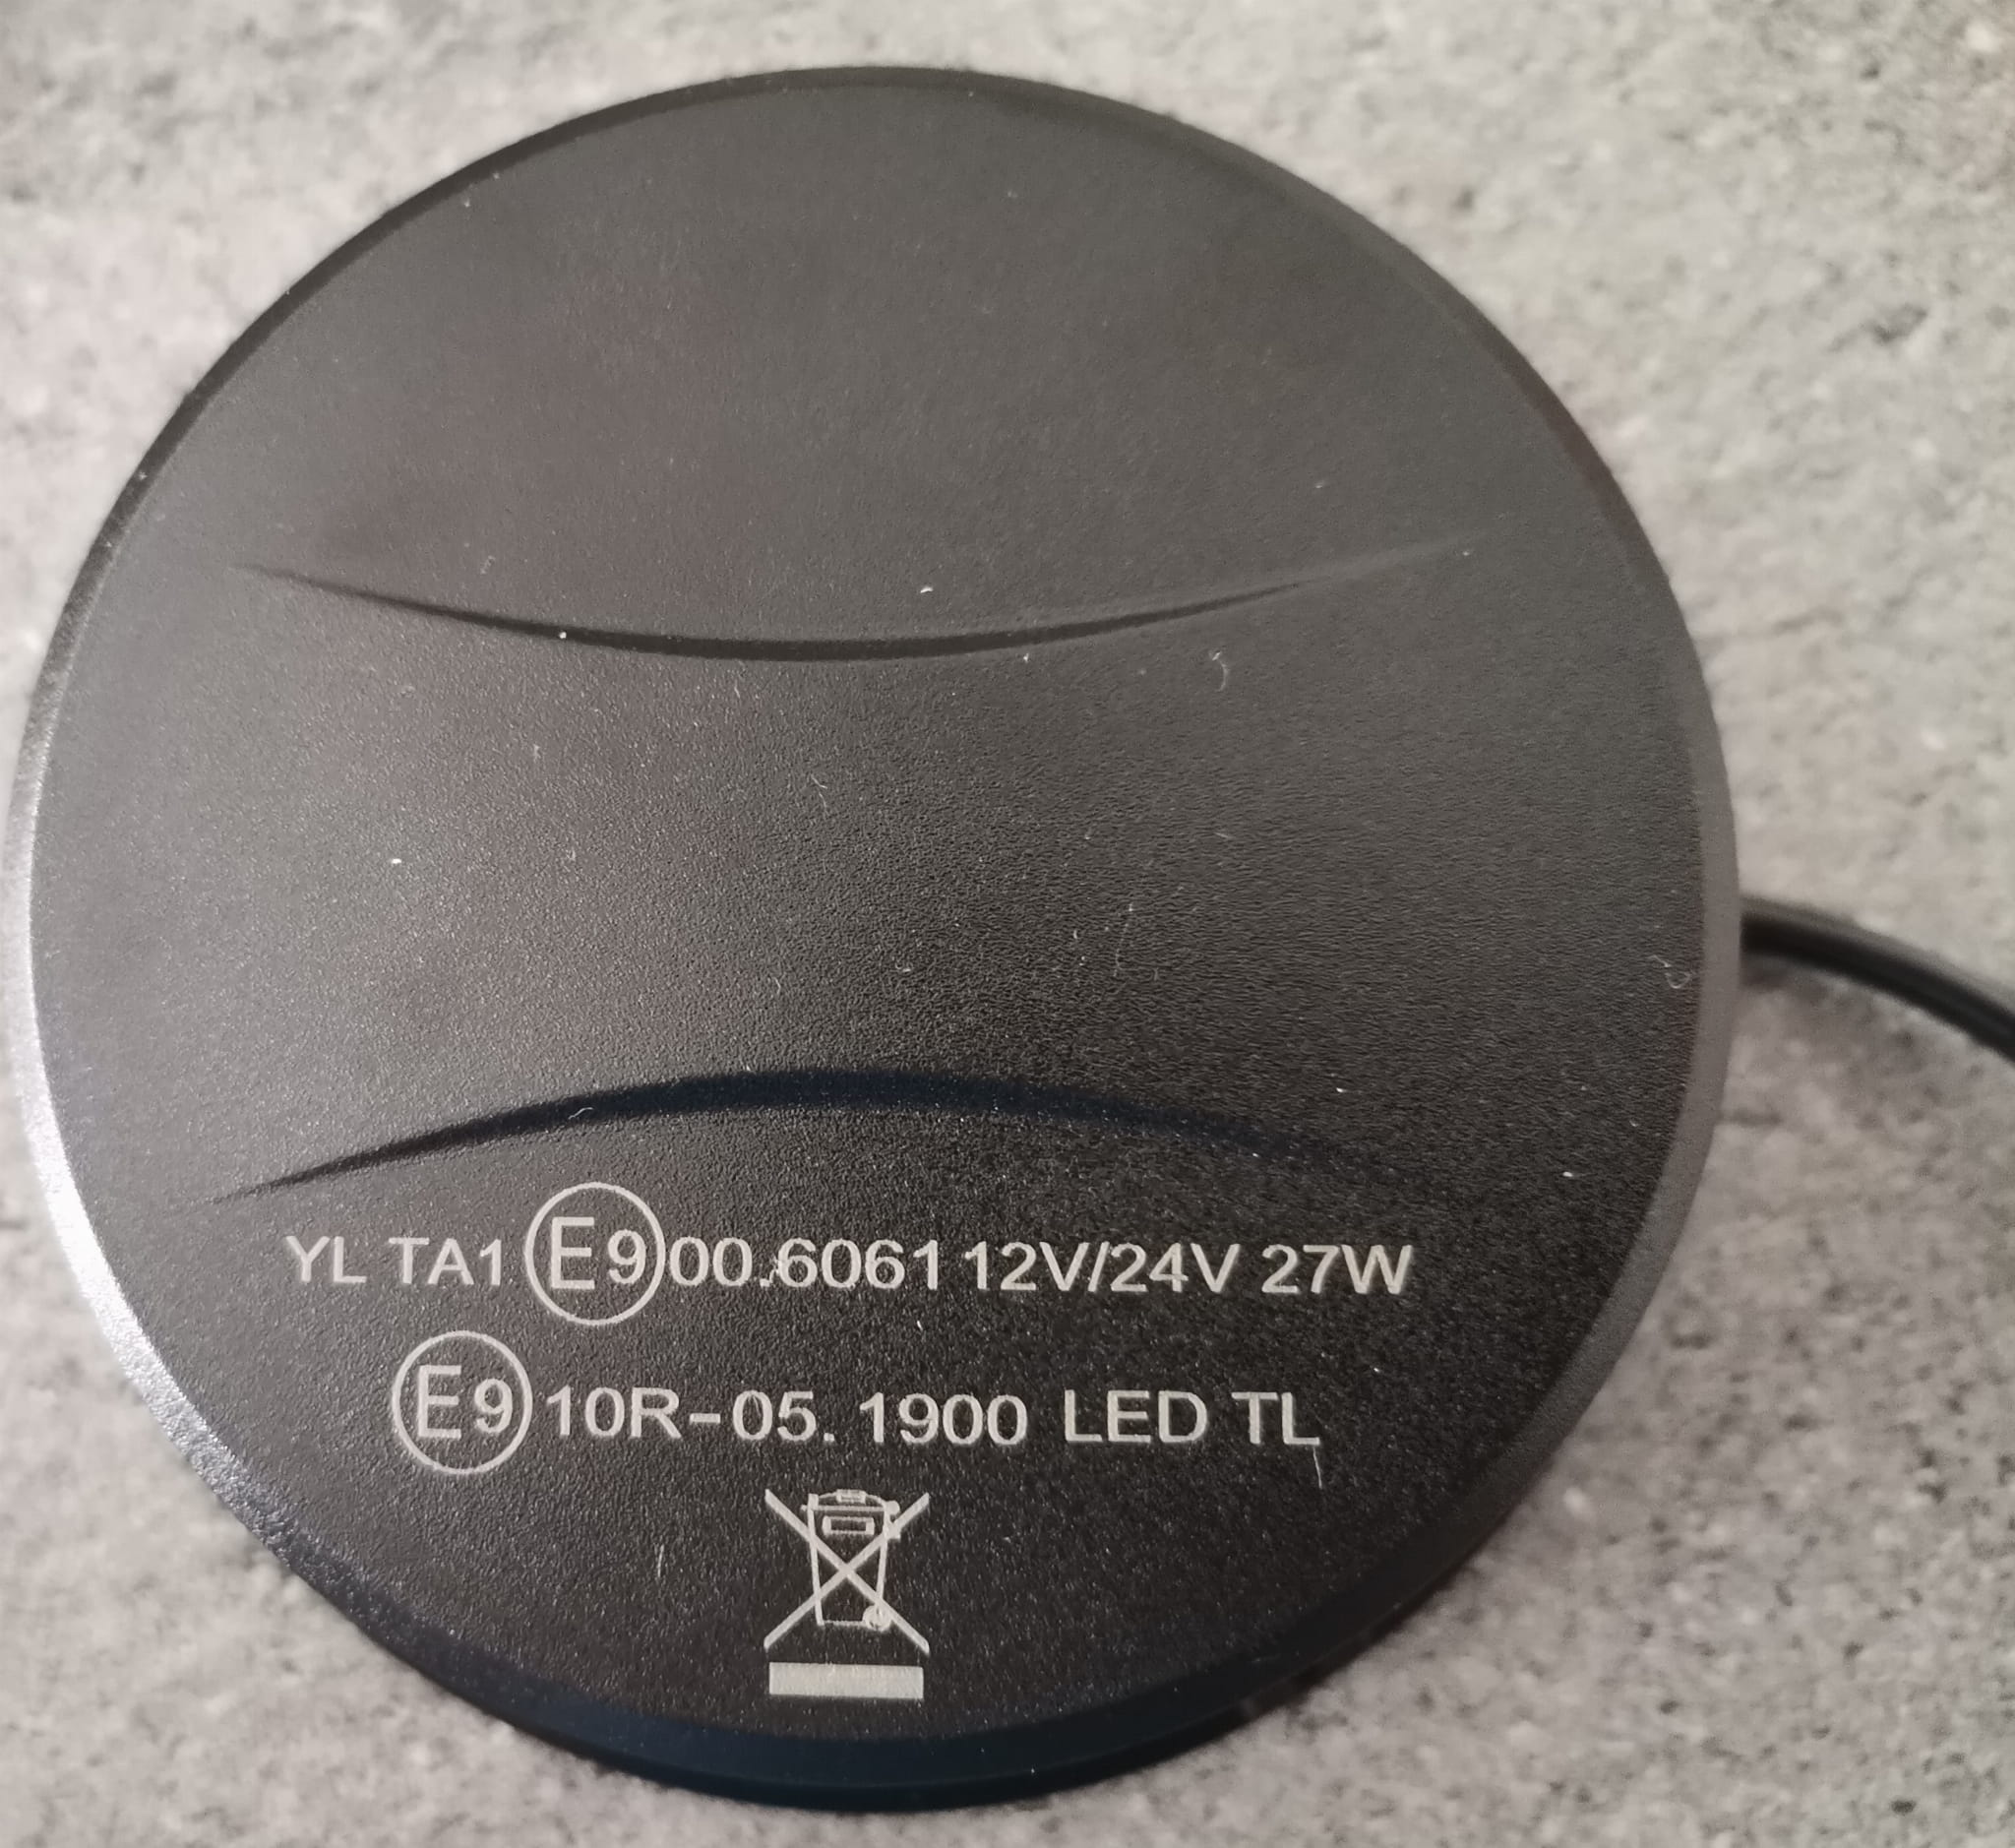 YL TA1 E9 00.6061 12V/24V 27W
E9 10R-05. 1900 LED TL